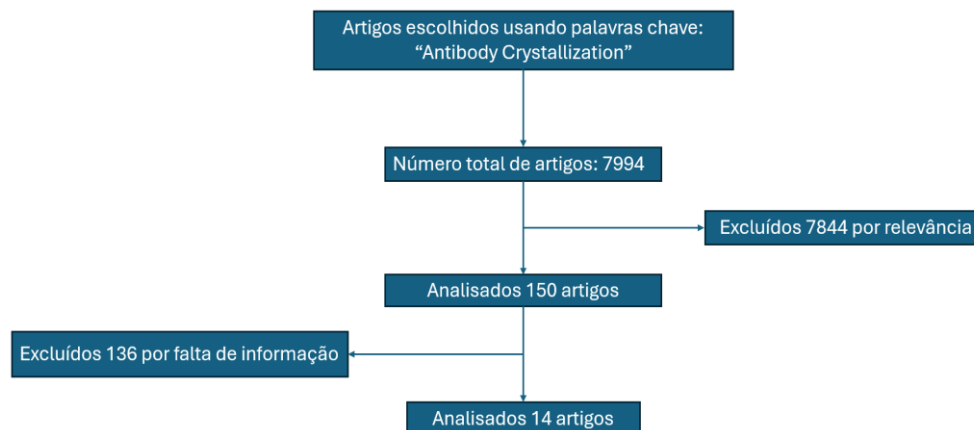 Artigos escolhidos usando palavras chave:
“Antibody Crystallization”
Número total de artigos: 7994
Excluídos 7844 por relevância
Analisados 150 artigos
Excluídos 136 por falta de informação
Analisados 14 artigos